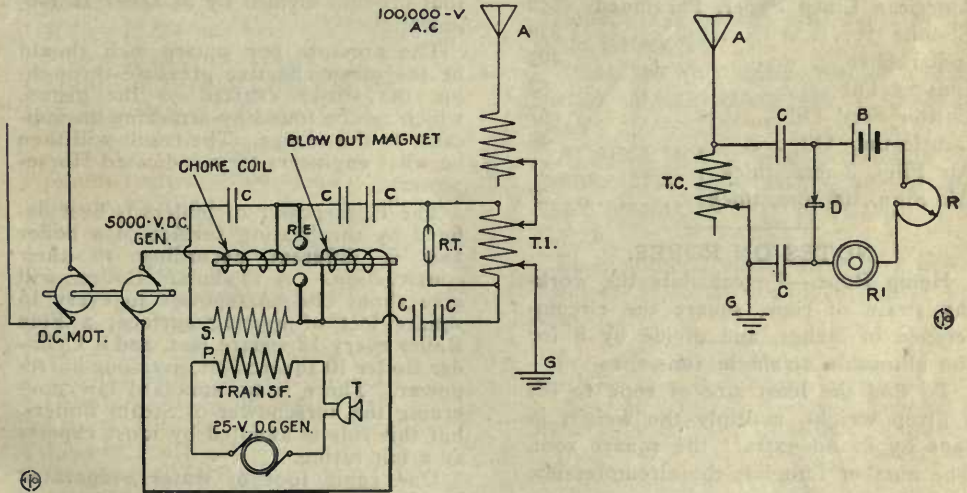 100,000-V
A.C
A
BLOW OUT MAGNET
CHOKE COIL
C
C
C
5000-V. D.C.
GEN.
R
E
R.T.
T.I.
D.C. MOT.
S.
C
C
P.
TRANSF.
T
25-V. D.C GEN.
G
A
C
B
T.C.
D
R
C
R'
G